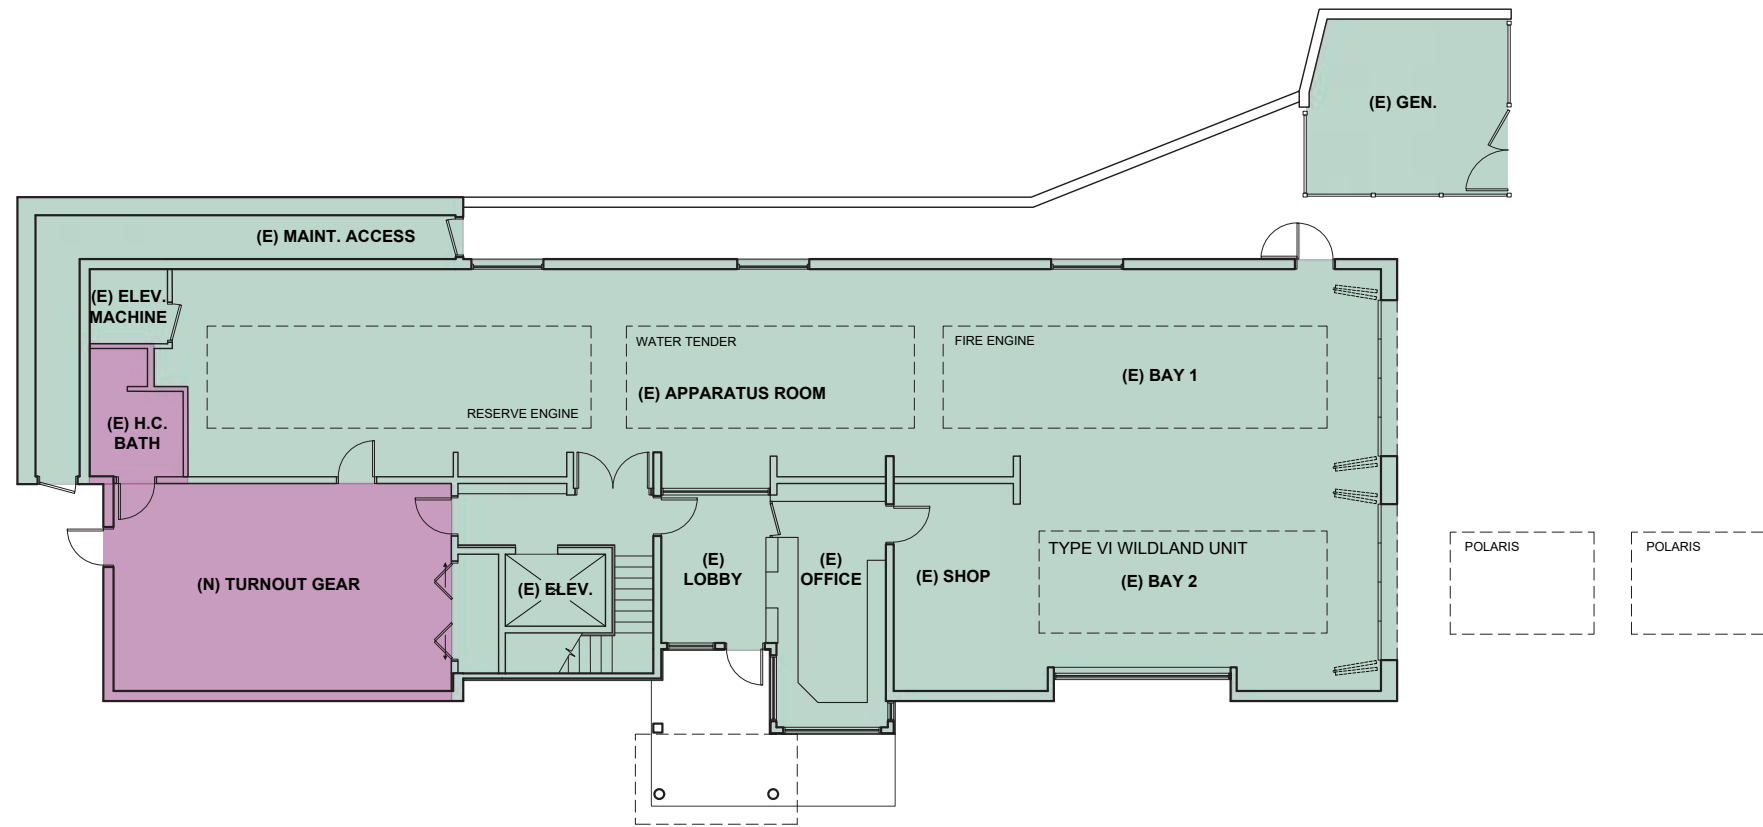 (E) GEN.
(E) MAINT. ACCESS
(E) ELEV.
MACHINE
WATER TENDER
FIRE ENGINE
(E) BAY 1
(E) APPARATUS ROOM
RESERVE ENGINE
(E) H.C.
BATH
TYPE VI WILDLAND UNIT
POLARIS
POLARIS
(N) TURNOUT GEAR
(E) ELEV.
(E)
LOBBY
(E)
OFFICE
(E) SHOP
(E) BAY 2